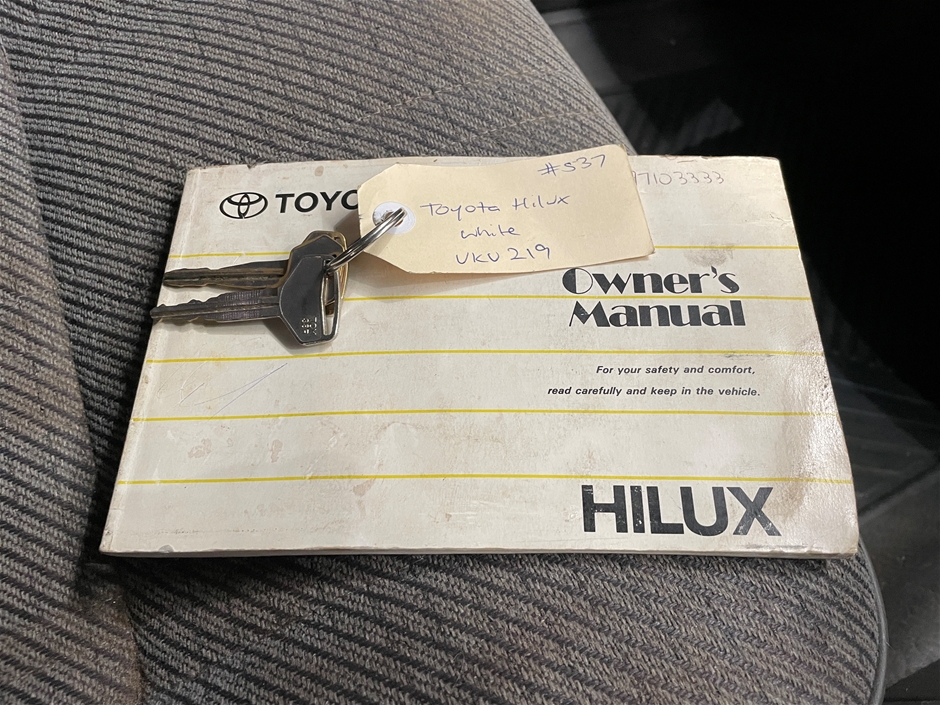 #537
77103333
TOYO
Toyota Hilux
white
UKU 219
Owner's
Manual
For your safety and comfort,
read carefully and keep in the vehicle.
HILUX